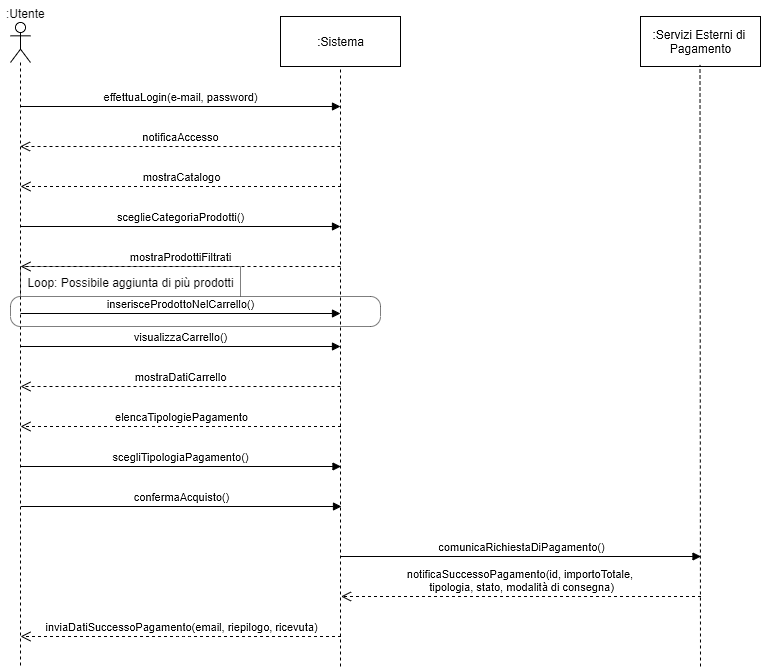 :Utente
:Sistema
:Servizi Esterni di
Pagamento
effettuaLogin(e-mail, password)
notificaAccesso
mostraCatalogo
sceglieCategoriaProdotti()
mostraProdottiFiltrati
Loop: Possibile aggiunta di più prodotti
inserisceProdottoNelCarrello()
visualizzaCarrello()
mostraDatiCarrello
elencaTipologiePagamento
scegliTipologiaPagamento()
confermaAcquisto()
comunicaRichiestaDiPagamento()
notificaSuccessoPagamento(id, importoTotale,
tipologia, stato, modalità di consegna)
inviaDatiSuccessoPagamento(email, riepilogo, ricevuta)